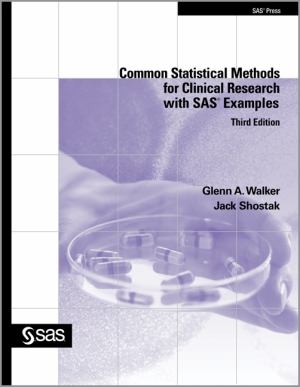 SAS® Press
Common Statistical Methods
for Clinical Research
with SAS® Examples
Third Edition
Glenn A. Walker
Jack Shostak
sas